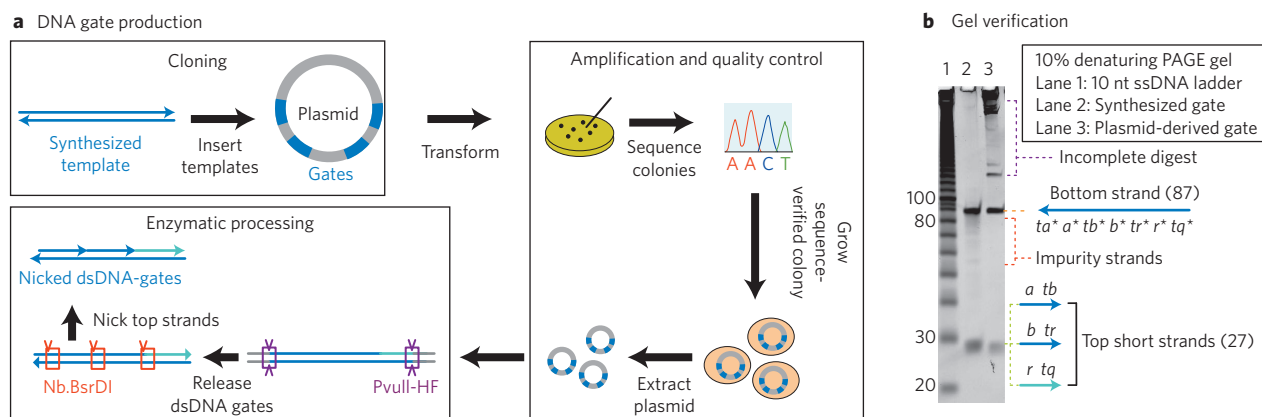 a DNA gate production
Cloning
Synthesized
template
Insert
templates
Plasmid
Gates
Transform
Amplification and quality control
Sequence
colonies
A A C T
Grow
sequence-
verified colony
Extract
plasmid
Enzymatic processing
Nicked dsDNA-gates
Nick top strands
Nb.BsrDI
Release
dsDNA gates
PvuII-HF
b Gel verification
1 2 3
10% denaturing PAGE gel
Lane 1: 10 nt ssDNA ladder
Lane 2: Synthesized gate
Lane 3: Plasmid-derived gate
Incomplete digest
100
80
30
20
Bottom strand (87)
ta* a* tb* b* tr* r* tq*
Impurity strands
a tb
b tr
r tq
Top short strands (27)